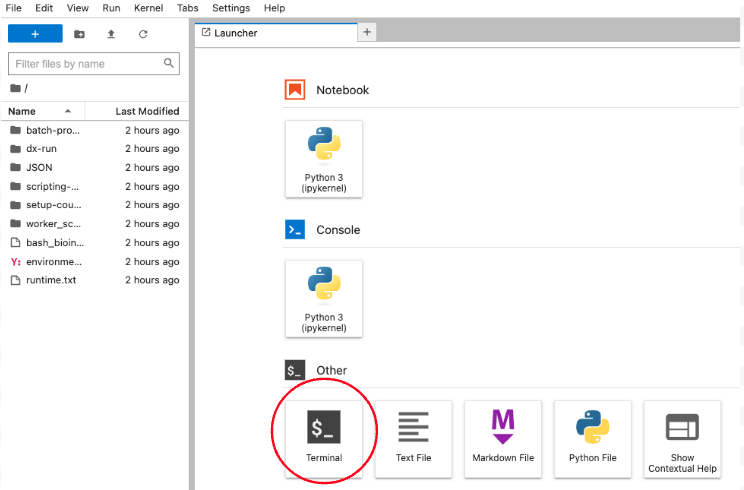 File Edit View Run Kernel Tabs Settings Help
+
Launcher
+
Filter files by name
/
Name Last Modified
batch-pro... 2 hours ago
dx-run 2 hours ago
JSON 2 hours ago
scripting-... 2 hours ago
setup-cou... 2 hours ago
worker_sc... 2 hours ago
bash_bioin... 2 hours ago
Y: environme... 2 hours ago
runtime.txt 2 hours ago
Notebook
Python 3
(ipykernel)
>_ Console
Python 3
(ipykernel)
$_ Other
$_
Terminal
Text File
M
Markdown File
Python File
Show
Contextual Help